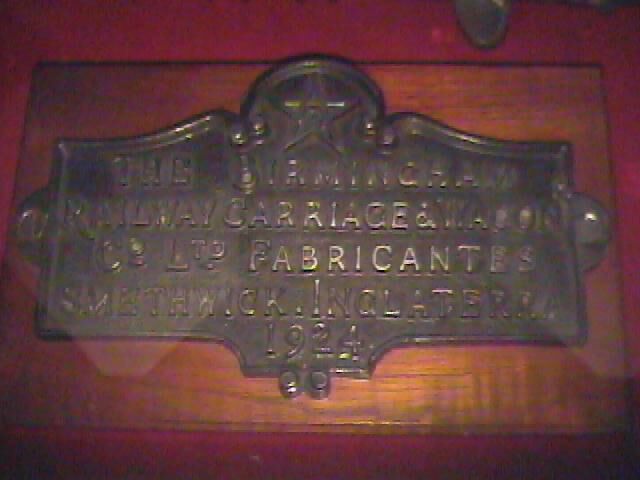 THE BIRMINGHAM
RAILWAY CARRIAGE & WAGON
Co LTD FABRICANTES
SMETHWICK. INGLATERRA
1924